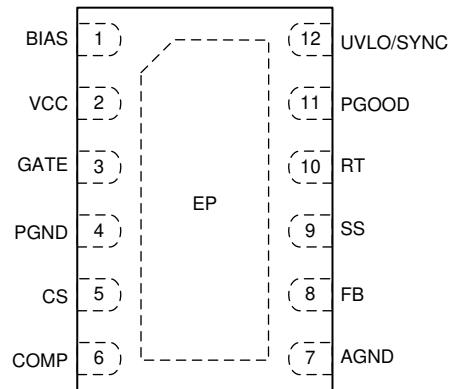 BIAS 1 12 UVLO/SYNC
VCC 2 11 PGOOD
GATE 3 10 RT
EP
PGND 4 9 SS
CS 5 8 FB
COMP 6 7 AGND